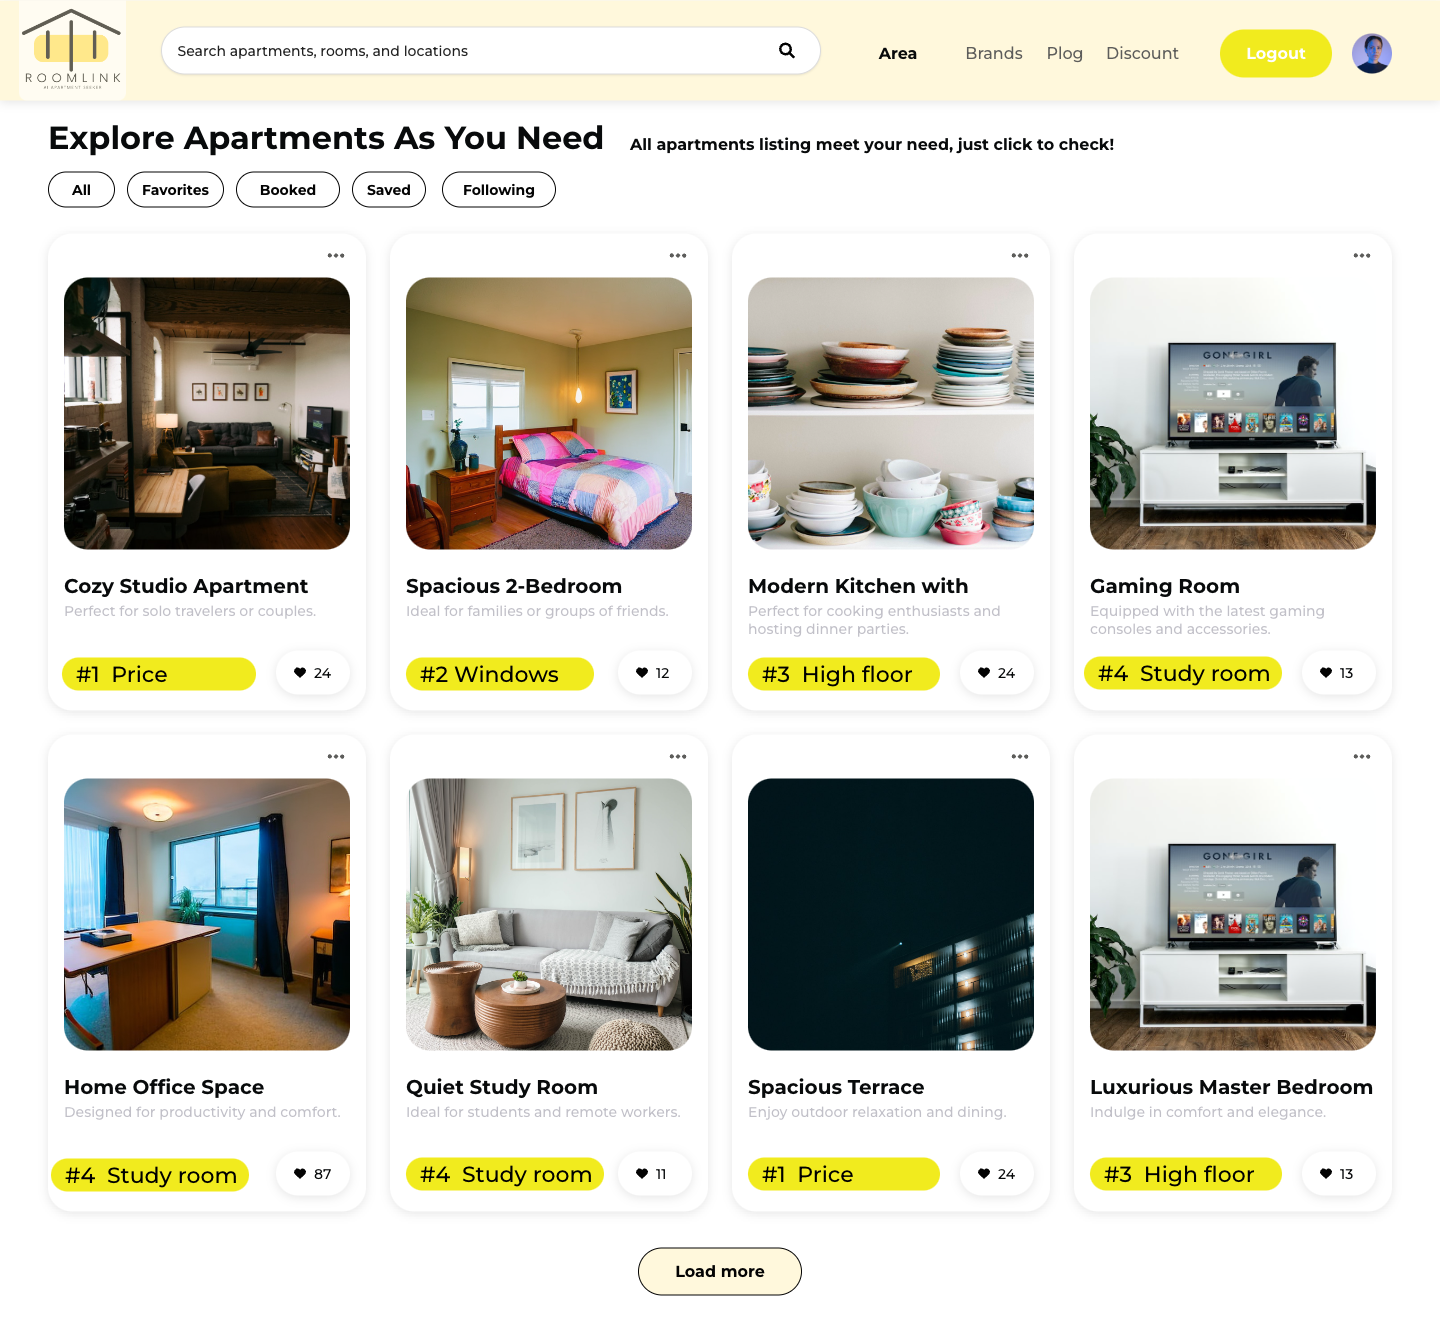 ROOMLINK
AI APARTMENT SEEKER
Search apartments, rooms, and locations
Area
Brands
Plog
Discount
Logout
Explore Apartments As You Need
All apartments listing meet your need, just click to check!
All
Favorites
Booked
Saved
Following
GONE GIRL
Cozy Studio Apartment
Perfect for solo travelers or couples.
#1 Price
24
Spacious 2-Bedroom
Ideal for families or groups of friends.
#2 Windows
12
Modern Kitchen with
Perfect for cooking enthusiasts and
hosting dinner parties.
#3 High floor
24
Gaming Room
Equipped with the latest gaming
consoles and accessories.
#4 Study room
13
GONE GIRL
Home Office Space
Designed for productivity and comfort.
#4 Study room
87
Quiet Study Room
Ideal for students and remote workers.
#4 Study room
11
Spacious Terrace
Enjoy outdoor relaxation and dining.
#1 Price
24
Luxurious Master Bedroom
Indulge in comfort and elegance.
#3 High floor
13
Load more